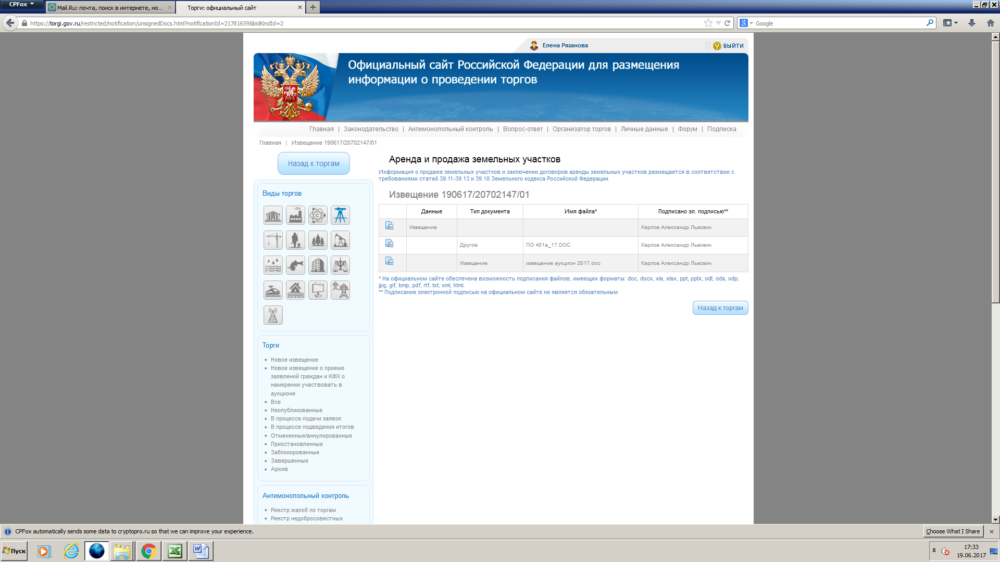 CPFox
Mail.Ru: почта, поиск в интернете, но...
Торги: официальный сайт
https://torgi.gov.ru/restricted/notification/unsignedDocs.html?notificationId=21781659&bidKindId=2
Google
Елена Рязанова
ВЫЙТИ
Официальный сайт Российской Федерации для размещения
информации о проведении торгов
Главная | Законодательство | Антимонопольный контроль | Вопрос-ответ | Организатор торгов | Личные данные | Форум | Подписка
Главная | Извещение 190617/20702147/01
Назад к торгам
Аренда и продажа земельных участков
Информация о продаже земельных участков и заключении договоров аренды земельных участков размещается в соответствии с
требованиями статей 39.11-39.13 и 39.18 Земельного кодекса Российской Федерации
Извещение 190617/20702147/01
Данные Тип документа Имя файла* Подписано эл. подписью**
Извещение Карлов Александр Львович
Другое ПО 401а_17.DOC Карлов Александр Львович
Извещение извещение аукцион 2017.doc Карлов Александр Львович
* На официальном сайте обеспечена возможность подписания файлов, имеющих форматы: doc, docx, xls, xlsx, ppt, pptx, odt, ods, odp,
jpg, gif, bmp, pdf, rtf, txt, xml, html.
** Подписание электронной подписью на официальном сайте не является обязательным
Назад к торгам
Виды торгов
Торги
Новое извещение
Новое извещение о приеме
заявлений граждан и КФХ о
намерении участвовать в
аукционе
Все
Неопубликованные
В процессе подачи заявок
В процессе подведения итогов
Отмененные/аннулированные
Приостановленные
Заблокированные
Завершенные
Архив
Антимонопольный контроль
Реестр жалоб по торгам
Реестр недобросовестных
CPFox automatically sends some data to cryptopro.ru so that we can improve your experience.
Choose What I Share
Пуск
17:33
19.06.2017